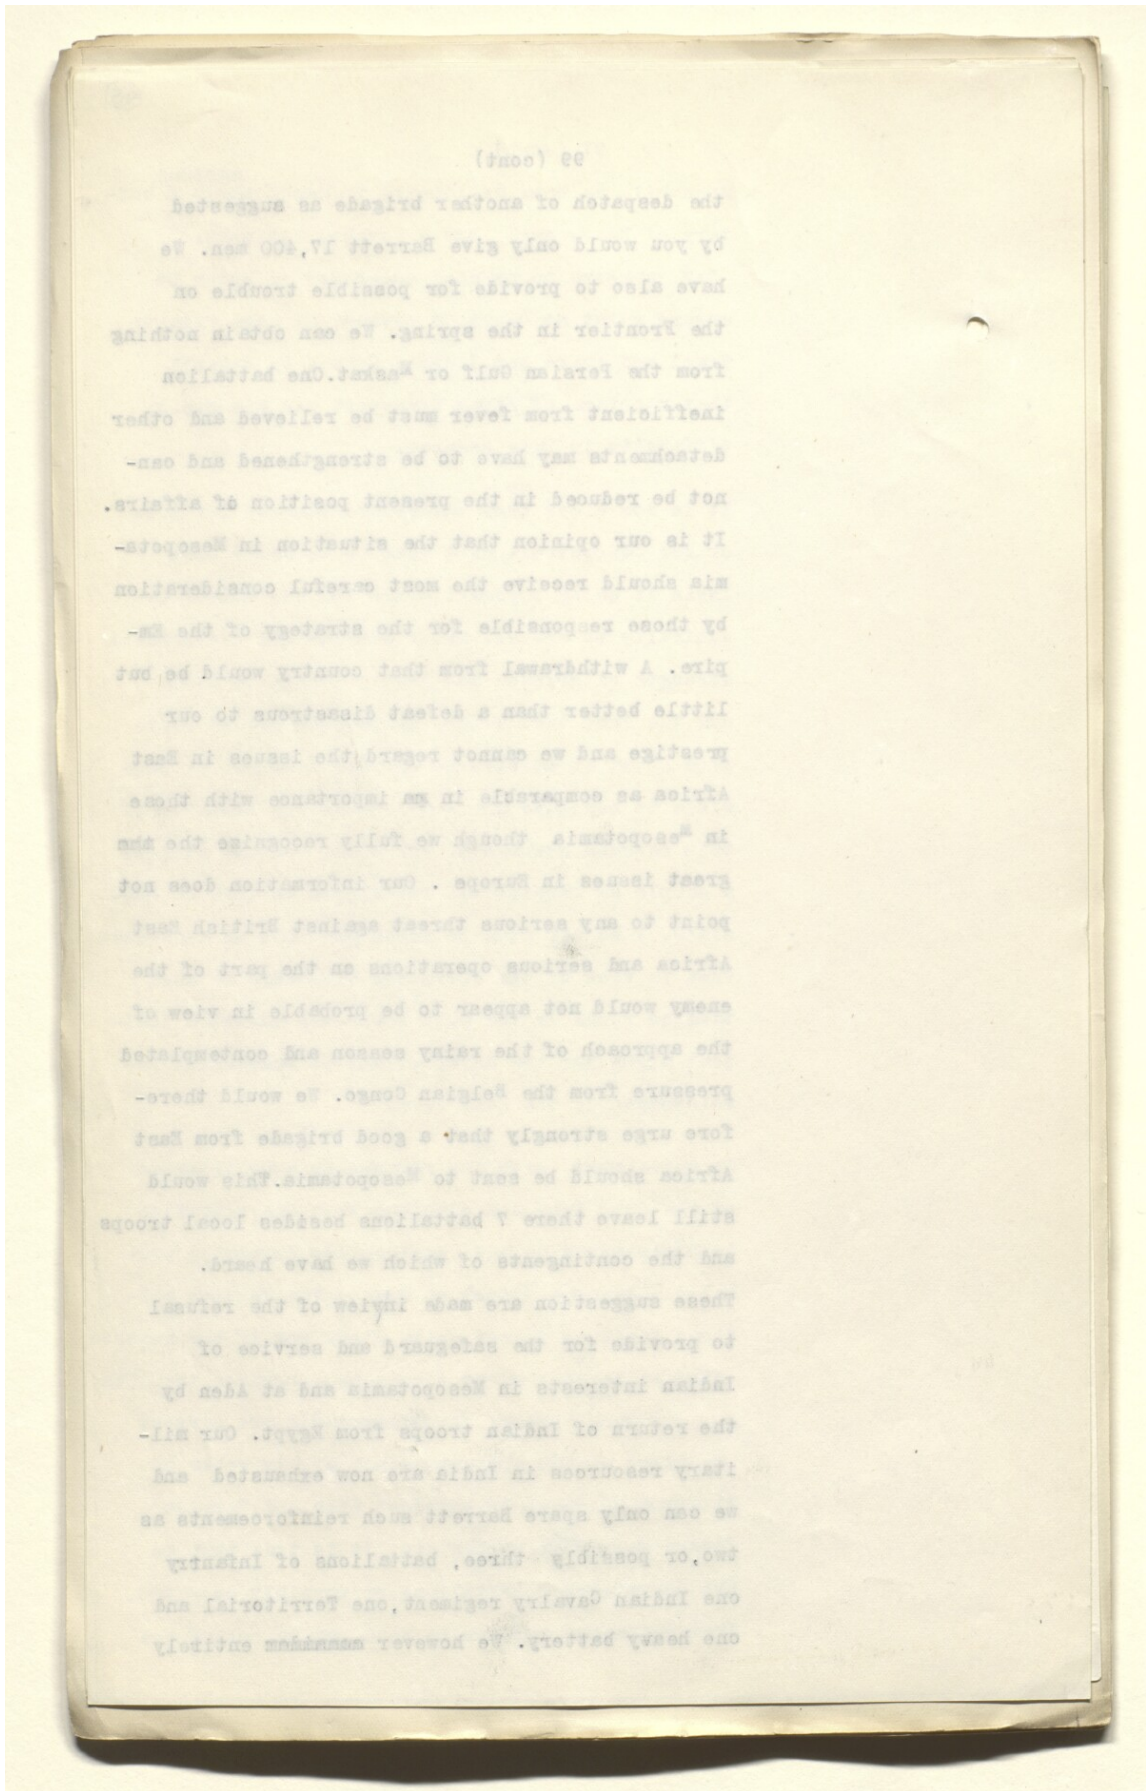 99 (cont)
the despatch of another brigade as suggested
by you would only give Barrett 17,400 men. We
have also to provide for possible trouble on
the Frontier in the spring. We can obtain nothing
from the Persian Gulf or Maskat.One battalion
inefficient from fever must be relieved and other
detachments may have to be strengthened and can-
not be reduced in the present position of affairs.
It is our opinion that the situation in Mesopota-
mia should receive the most careful consideration
by those responsible for the strategy of the Em-
pire. A withdrawal from that country would be but
little better than a defeat disastrous to our
prestige and we cannot regard the issues in East
Africa as comparable in importance with those
in Mesopotamia though we fully recognise the
great issues in Europe . Our information does not
point to any serious threat against British East
Africa and serious operations on the part of the
enemy would not appear to be probable in view of
the approach of the rainy season and contemplated
pressure from the Belgian Congo. We would there-
fore urge strongly that a good brigade from East
Africa should be sent to Mesopotamia.This would
still leave there 7 battalions besides local troops
and the contingents of which we have heard.
These suggestion are made inview of the refusal
to provide for the safeguard and service of
Indian interests in Mesopotamia and at Aden by
the return of Indian troops from Egypt. Our mil-
itary resources in India are now exhausted and
we can only spare Barrett such reinforcements as
two,or possibly three, battalions of Infantry
one Indian Cavalry regiment,one Territorial and
one heavy battery. We however entirely